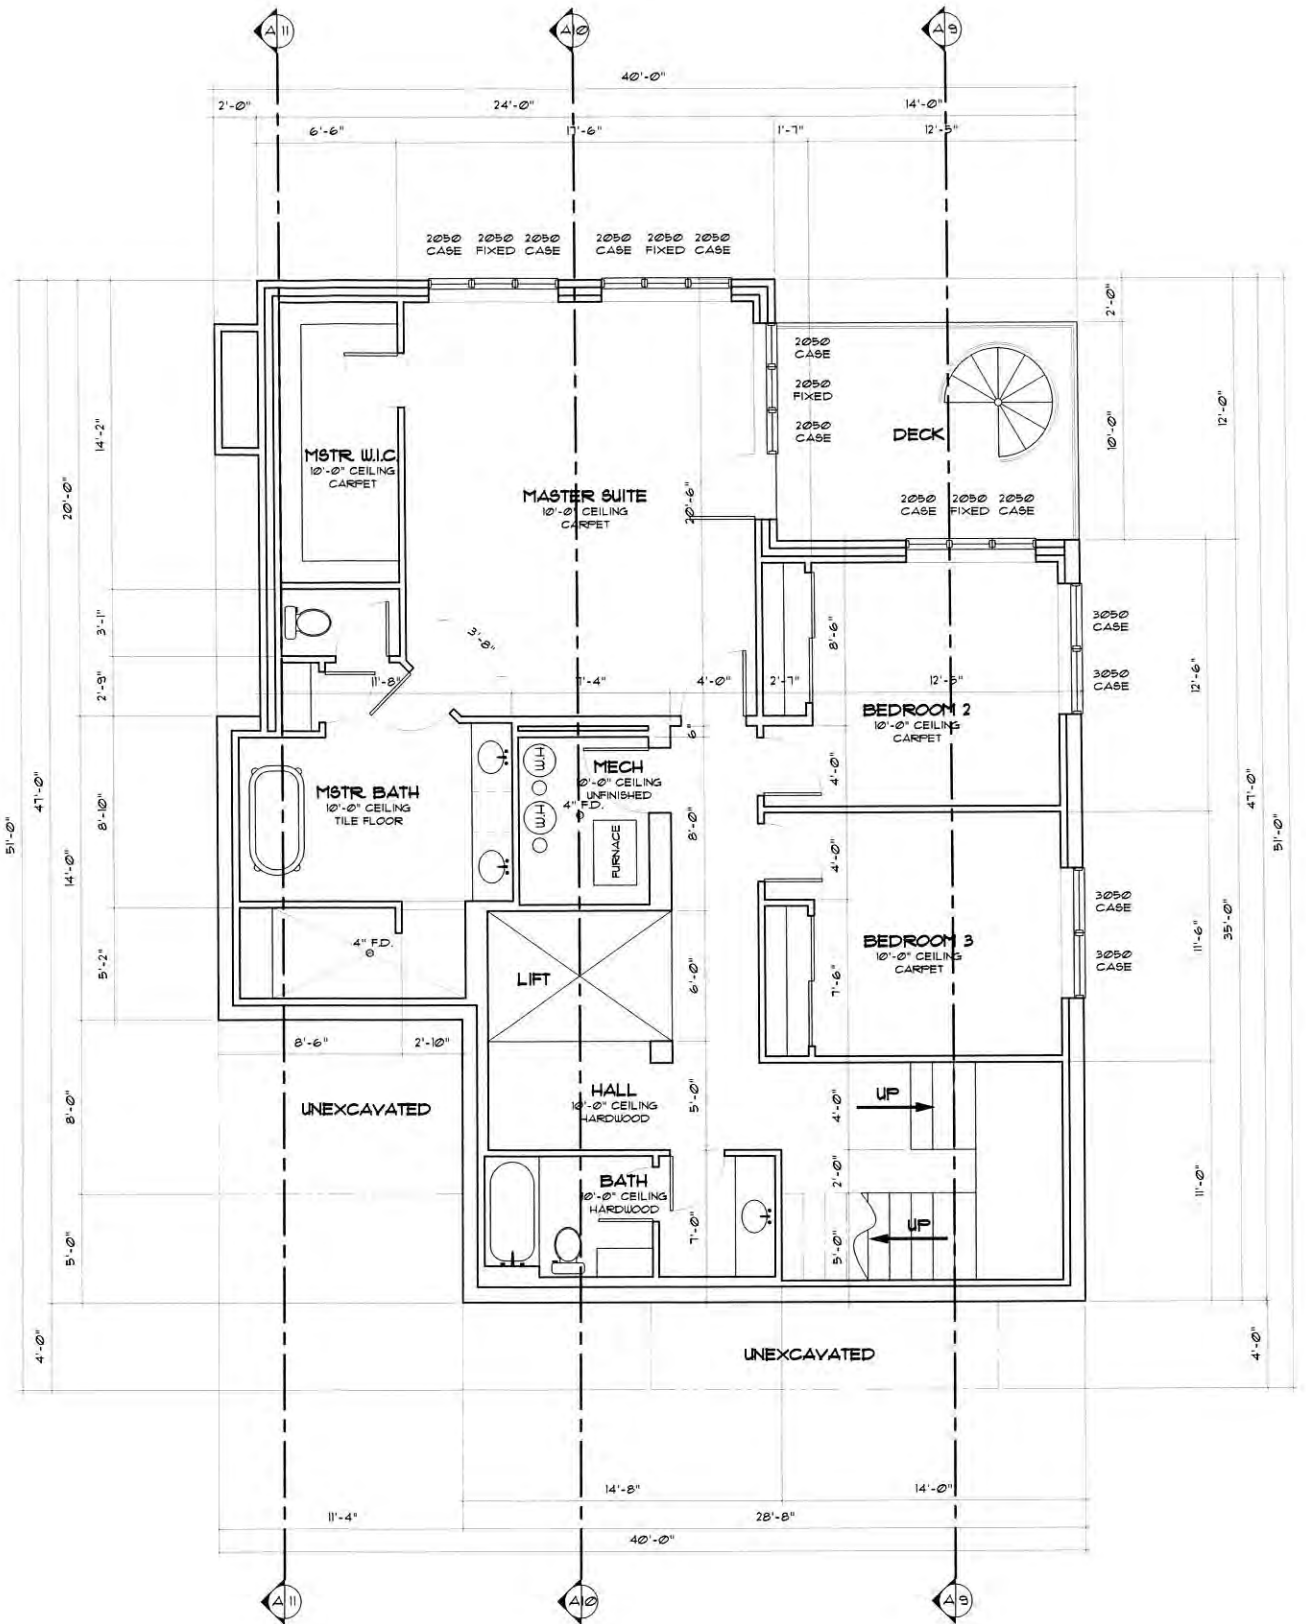 A 11
A 10
A 9
40'-0"
2'-0"
24'-0"
14'-0"
6'-6"
17'-6"
1'-7"
12'-5"
2050 2050 2050
CASE FIXED CASE
2050 2050 2050
CASE FIXED CASE
2'-0"
2050
CASE
2050
FIXED
2050
CASE
DECK
10'-0"
12'-0"
14'-2"
20'-0"
MSTR. W.I.C.
10'-0" CEILING
CARPET
MASTER SUITE
10'-0" CEILING
CARPET
20'-6"
2050 2050 2050
CASE FIXED CASE
3'-1"
3'-8"
8'-6"
3050
CASE
3050
CASE
12'-6"
2'-9"
11'-8"
7'-4"
4'-0"
2'-7"
12'-5"
BEDROOM 2
10'-0" CEILING
CARPET
6"
47'-0"
51'-0"
MSTR. BATH
10'-0" CEILING
TILE FLOOR
8'-10"
14'-0"
H.W.
H.W.
MECH
10'-0" CEILING
UNFINISHED
4" F.D.
FURNACE
8'-0"
4'-0"
4'-0"
47'-0"
51'-0"
3050
CASE
3050
CASE
11'-6"
35'-0"
5'-2"
4" F.D.
LIFT
6'-0"
BEDROOM 3
10'-0" CEILING
CARPET
7'-6"
8'-6"
2'-10"
8'-0"
UNEXCAVATED
HALL
10'-0" CEILING
HARDWOOD
5'-0"
4'-0"
UP
2'-0"
11'-0"
BATH
10'-0" CEILING
HARDWOOD
7'-0"
5'-0"
UP
5'-0"
4'-0"
UNEXCAVATED
4'-0"
14'-8"
14'-0"
11'-4"
28'-8"
40'-0"
A 11
A 10
A 9